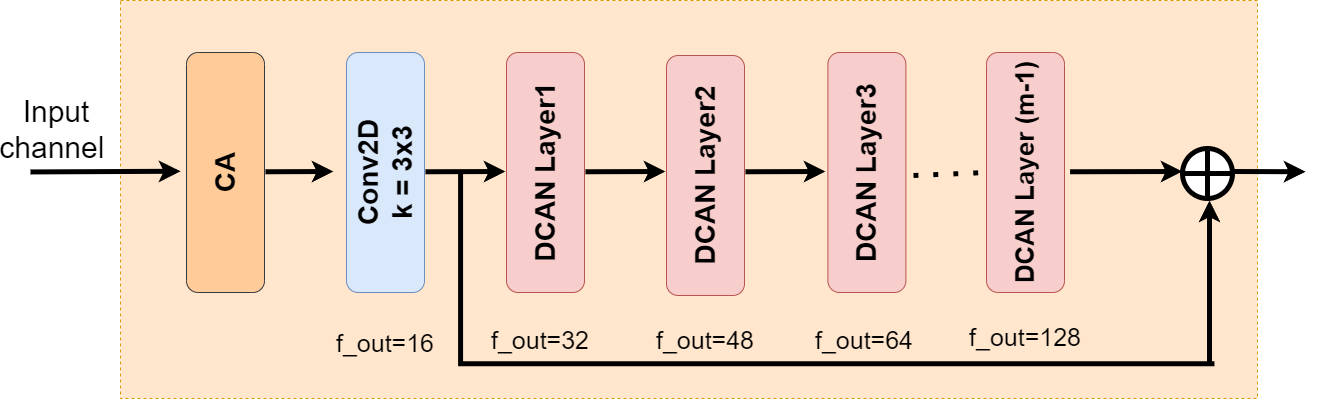 Input
channel
CA
Conv2D
k = 3x3
DCAN Layer1
DCAN Layer2
DCAN Layer3
DCAN Layer (m-1)
f_out=16
f_out=32
f_out=48
f_out=64
f_out=128